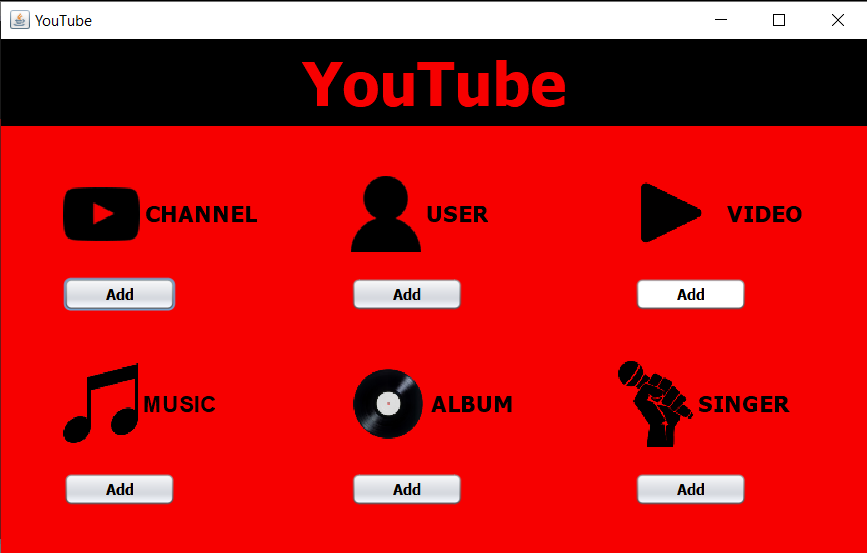 YouTube
YouTube
CHANNEL
USER
VIDEO
Add
Add
Add
MUSIC
ALBUM
SINGER
Add
Add
Add